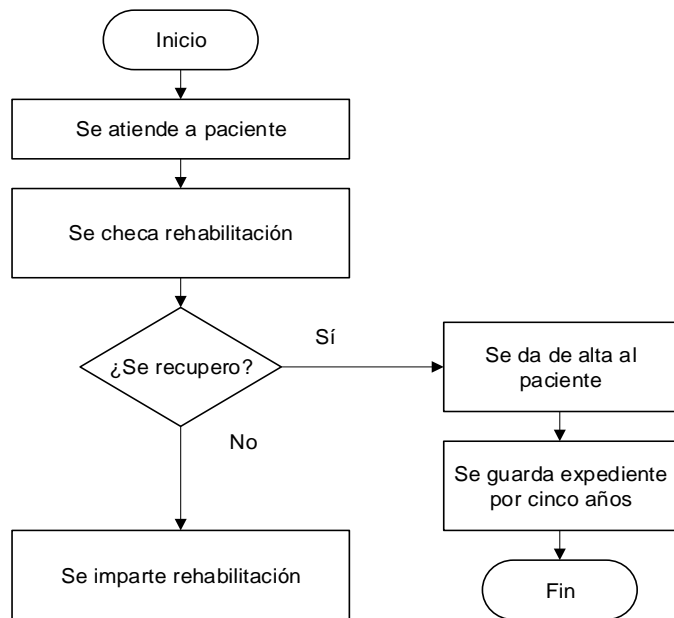 Inicio
Se atiende a paciente
Se checa rehabilitación
¿Se recupero?
Sí
No
Se da de alta al
paciente
Se guarda expediente
por cinco años
Se imparte rehabilitación
Fin